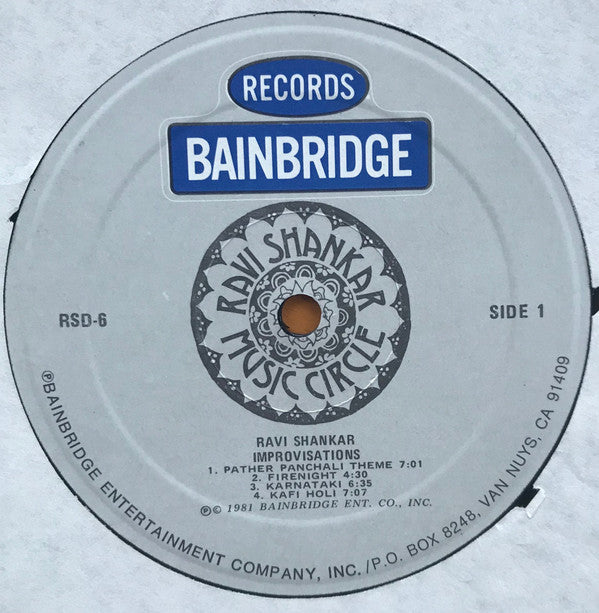 RECORDS
BAINBRIDGE
RAVI SHANKAR
MUSIC CIRCLE
RSD-6
SIDE 1
RAVI SHANKAR
IMPROVISATIONS
1. PATHER PANCHALI THEME 7:01
2. FIRENIGHT 4:30
3. KARNATAKI 6:35
4. KAFI HOLI 7:07
℗© 1981 BAINBRIDGE ENT. CO., INC.
℗BAINBRIDGE ENTERTAINMENT COMPANY, INC./P.O. BOX 8248, VAN NUYS, CA 91409